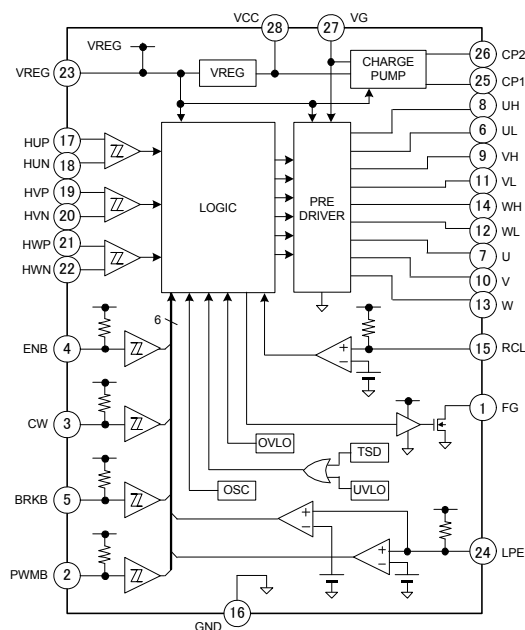 VCC
VG
28
27
VREG
26
CP2
VREG
23
VREG
CHARGE
PUMP
25
CP1
8
UH
HUP
17
6
UL
HUN
18
9
VH
HVP
19
11
VL
HVN
20
LOGIC
PRE
DRIVER
14
WH
12
WL
HWP
21
7
U
HWN
22
10
V
13
W
6
ENB
4
+
−
15
RCL
CW
3
1
FG
OVLO
TSD
BRKB
5
OSC
UVLO
+
−
PWMB
2
+
−
24
LPE
16
GND